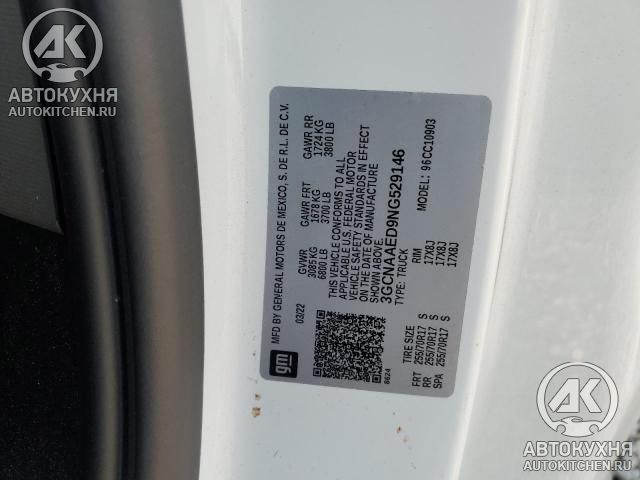 АВТОКУХНЯ
AUTOKITCHEN.RU
MFD BY GENERAL MOTORS DE MEXICO, S. DE R.L. DE C.V.
gm
03/22
GVWR
3085 KG
6800 LB
GAWR FRT
1678 KG
3700 LB
GAWR RR
1724 KG
3800 LB
THIS VEHICLE CONFORMS TO ALL
APPLICABLE U.S. FEDERAL MOTOR
VEHICLE SAFETY STANDARDS IN EFFECT
ON THE DATE OF MANUFACTURE
SHOWN ABOVE.
3GCNAAED9NG529146
TYPE: TRUCK
MODEL: 96CC10903
8624
TIRE SIZE RIM
FRT 255/70R17 S 17X8J
RR 255/70R17 S 17X8J
SPA 255/70R17 S 17X8J
АВТОКУХНЯ
AUTOKITCHEN.RU